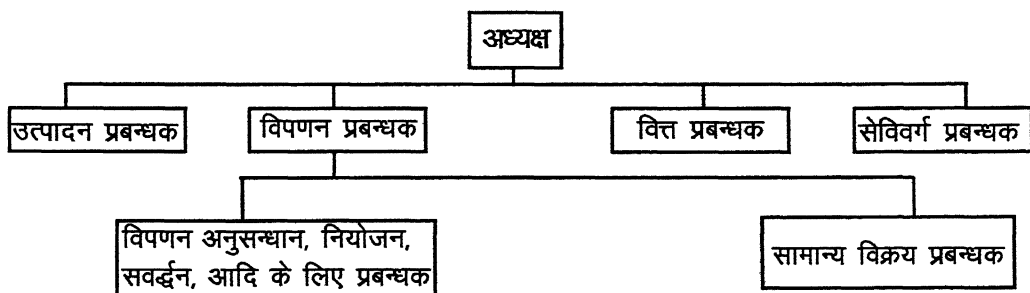 अध्यक्ष
उत्पादन प्रबन्धक विपणन प्रबन्धक वित्त प्रबन्धक सेविवर्ग प्रबन्धक
विपणन अनुसन्धान, नियोजन,
सवर्द्धन, आदि के लिए प्रबन्धक
सामान्य विक्रय प्रबन्धक